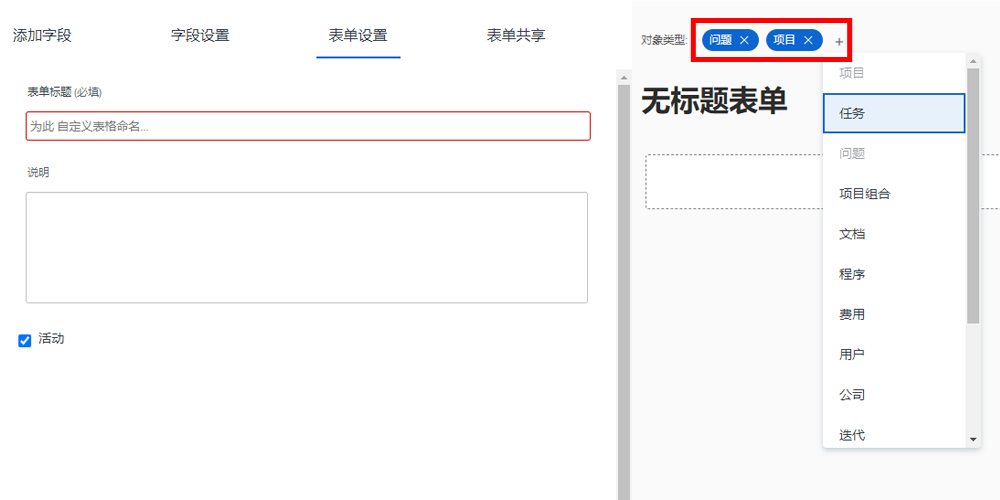 添加字段
字段设置
表单设置
表单共享
表单标题 (必填)
为此 自定义表格命名...
说明
活动
对象类型:
问题
项目
无标题表单
项目
任务
问题
项目组合
文档
程序
费用
用户
公司
迭代